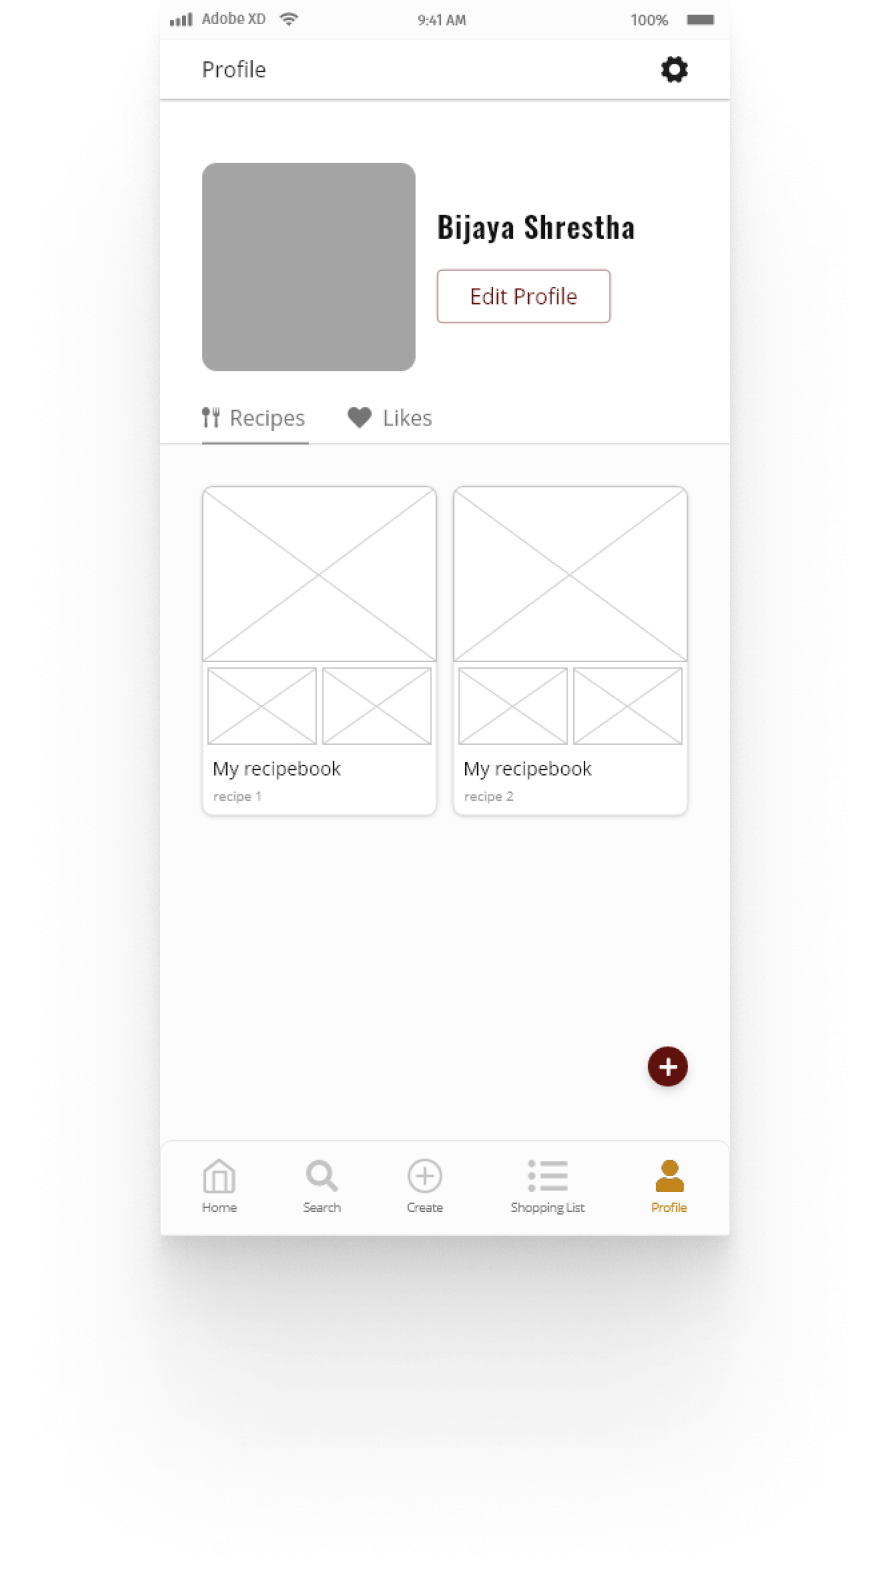 Adobe XD 9:41 AM 100%
Profile
Bijaya Shrestha
Edit Profile
Recipes Likes
My recipebook My recipebook
recipe 1 recipe 2
Home Search Create Shopping List Profile